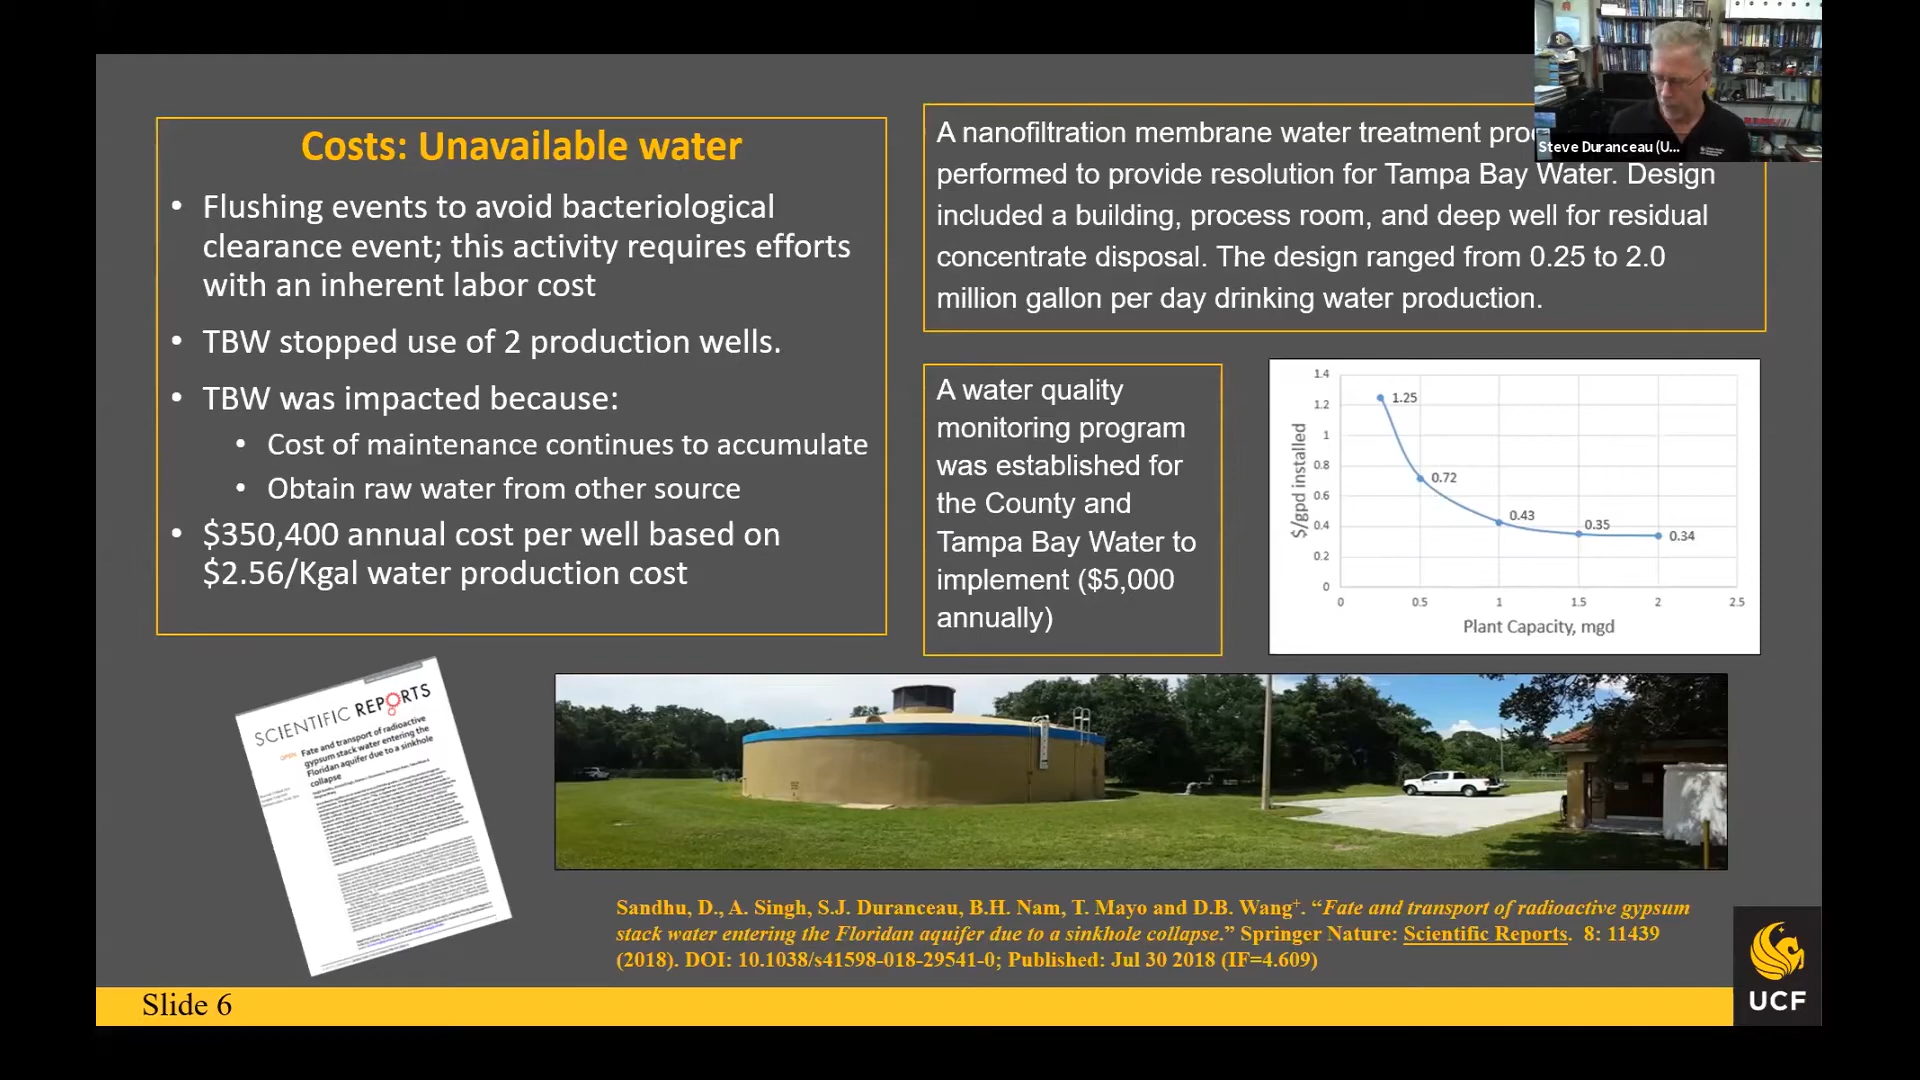 Costs: Unavailable water
• Flushing events to avoid bacteriological
clearance event; this activity requires efforts
with an inherent labor cost
• TBW stopped use of 2 production wells.
• TBW was impacted because:
• Cost of maintenance continues to accumulate
• Obtain raw water from other source
• $350,400 annual cost per well based on
$2.56/Kgal water production cost
A nanofiltration membrane water treatment
performed to provide resolution for Tampa Bay Water. Design
included a building, process room, and deep well for residual
concentrate disposal. The design ranged from 0.25 to 2.0
million gallon per day drinking water production.
Steve Duranceau (U...
A water quality
monitoring program
was established for
the County and
Tampa Bay Water to
implement ($5,000
annually)
$/gpd installed
1.4
1.2
1
0.8
0.6
0.4
0.2
0
1.25
0.72
0.43
0.35
0.34
0 0.5 1 1.5 2 2.5
Plant Capacity, mgd
SCIENTIFIC REPORTS
OPEN
Fate and transport of radioactive
gypsum stack water entering the
Floridan aquifer due to a sinkhole
collapse
Sandhu, D., A. Singh, S.J. Duranceau, B.H. Nam, T. Mayo and D.B. Wang+. “Fate and transport of radioactive gypsum
stack water entering the Floridan aquifer due to a sinkhole collapse.” Springer Nature: Scientific Reports. 8: 11439
(2018). DOI: 10.1038/s41598-018-29541-0; Published: Jul 30 2018 (IF=4.609)
UCF
Slide 6